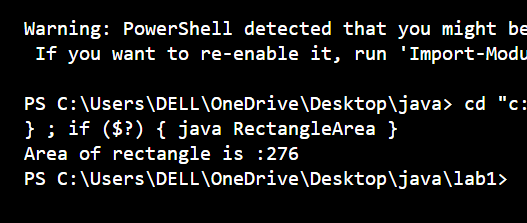 Warning: PowerShell detected that you might be
If you want to re-enable it, run 'Import-Modu
PS C:\Users\DELL\OneDrive\Desktop\java> cd "c:
} ; if ($?) { java RectangleArea }
Area of rectangle is :276
PS C:\Users\DELL\OneDrive\Desktop\java\lab1>